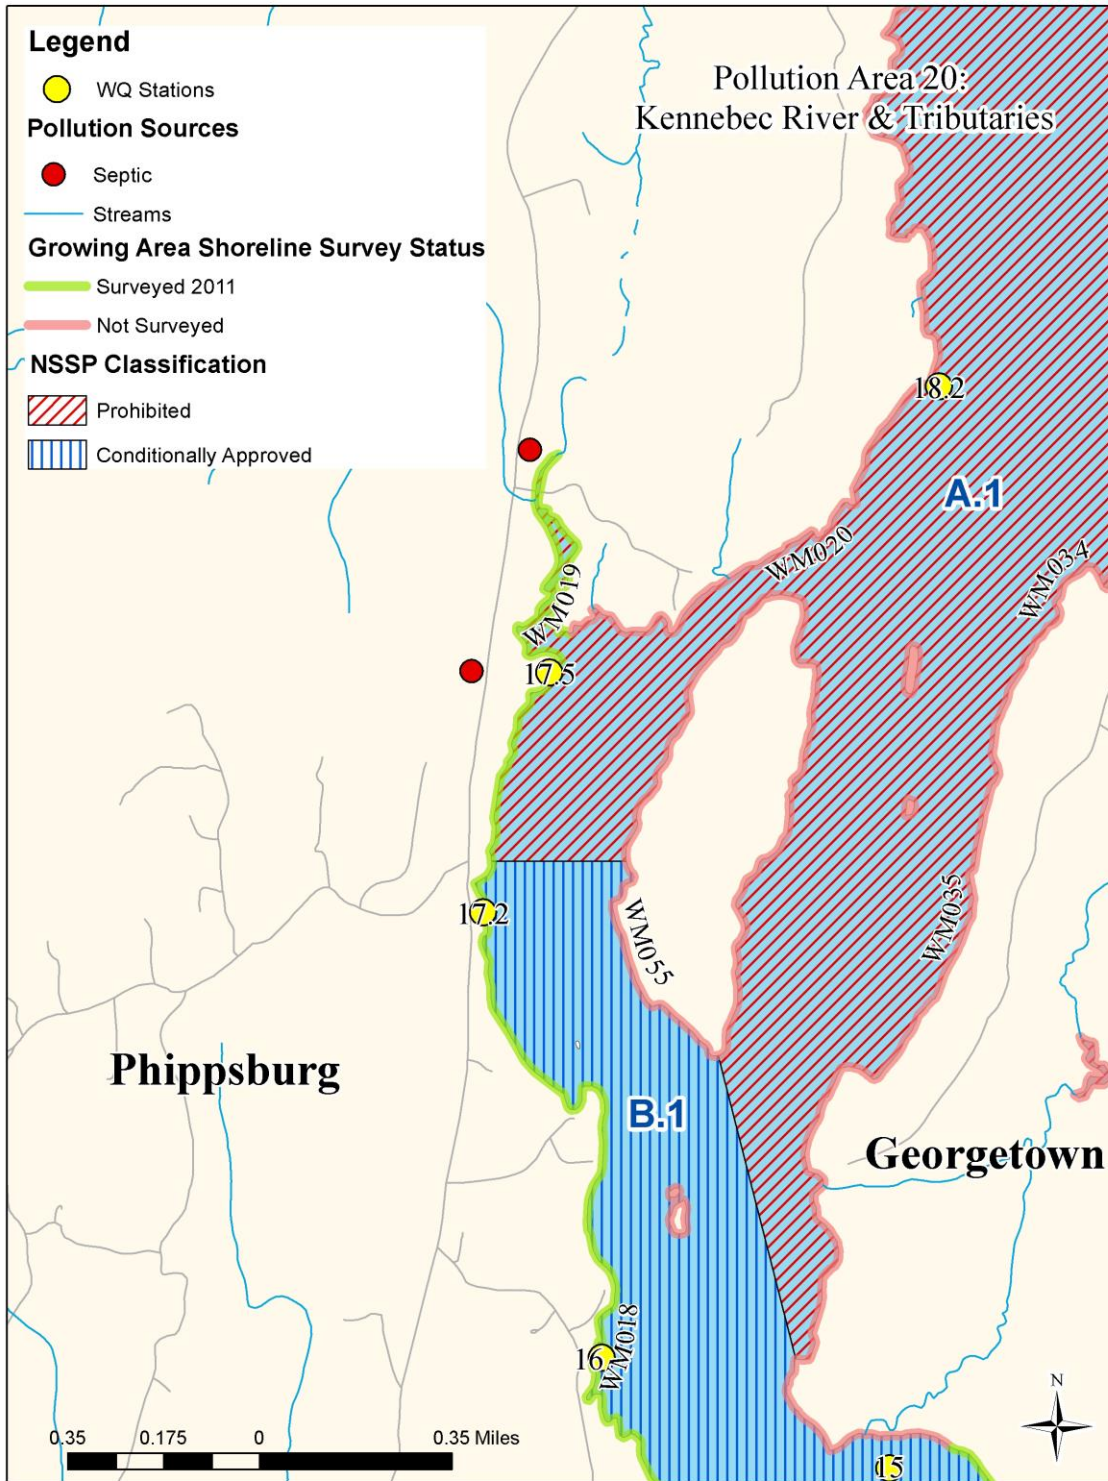 Legend
WQ Stations
Pollution Sources
Septic
Streams
Growing Area Shoreline Survey Status
Surveyed 2011
Not Surveyed
NSSP Classification
Prohibited
Conditionally Approved
Pollution Area 20:
Kennebec River & Tributaries
18.2
A.1
WM020
WM034
WM019
17.5
WM035
17.2
WM055
Phippsburg
B.1
Georgetown
WM018
16
N
0.35 0.175 0 0.35 Miles
15